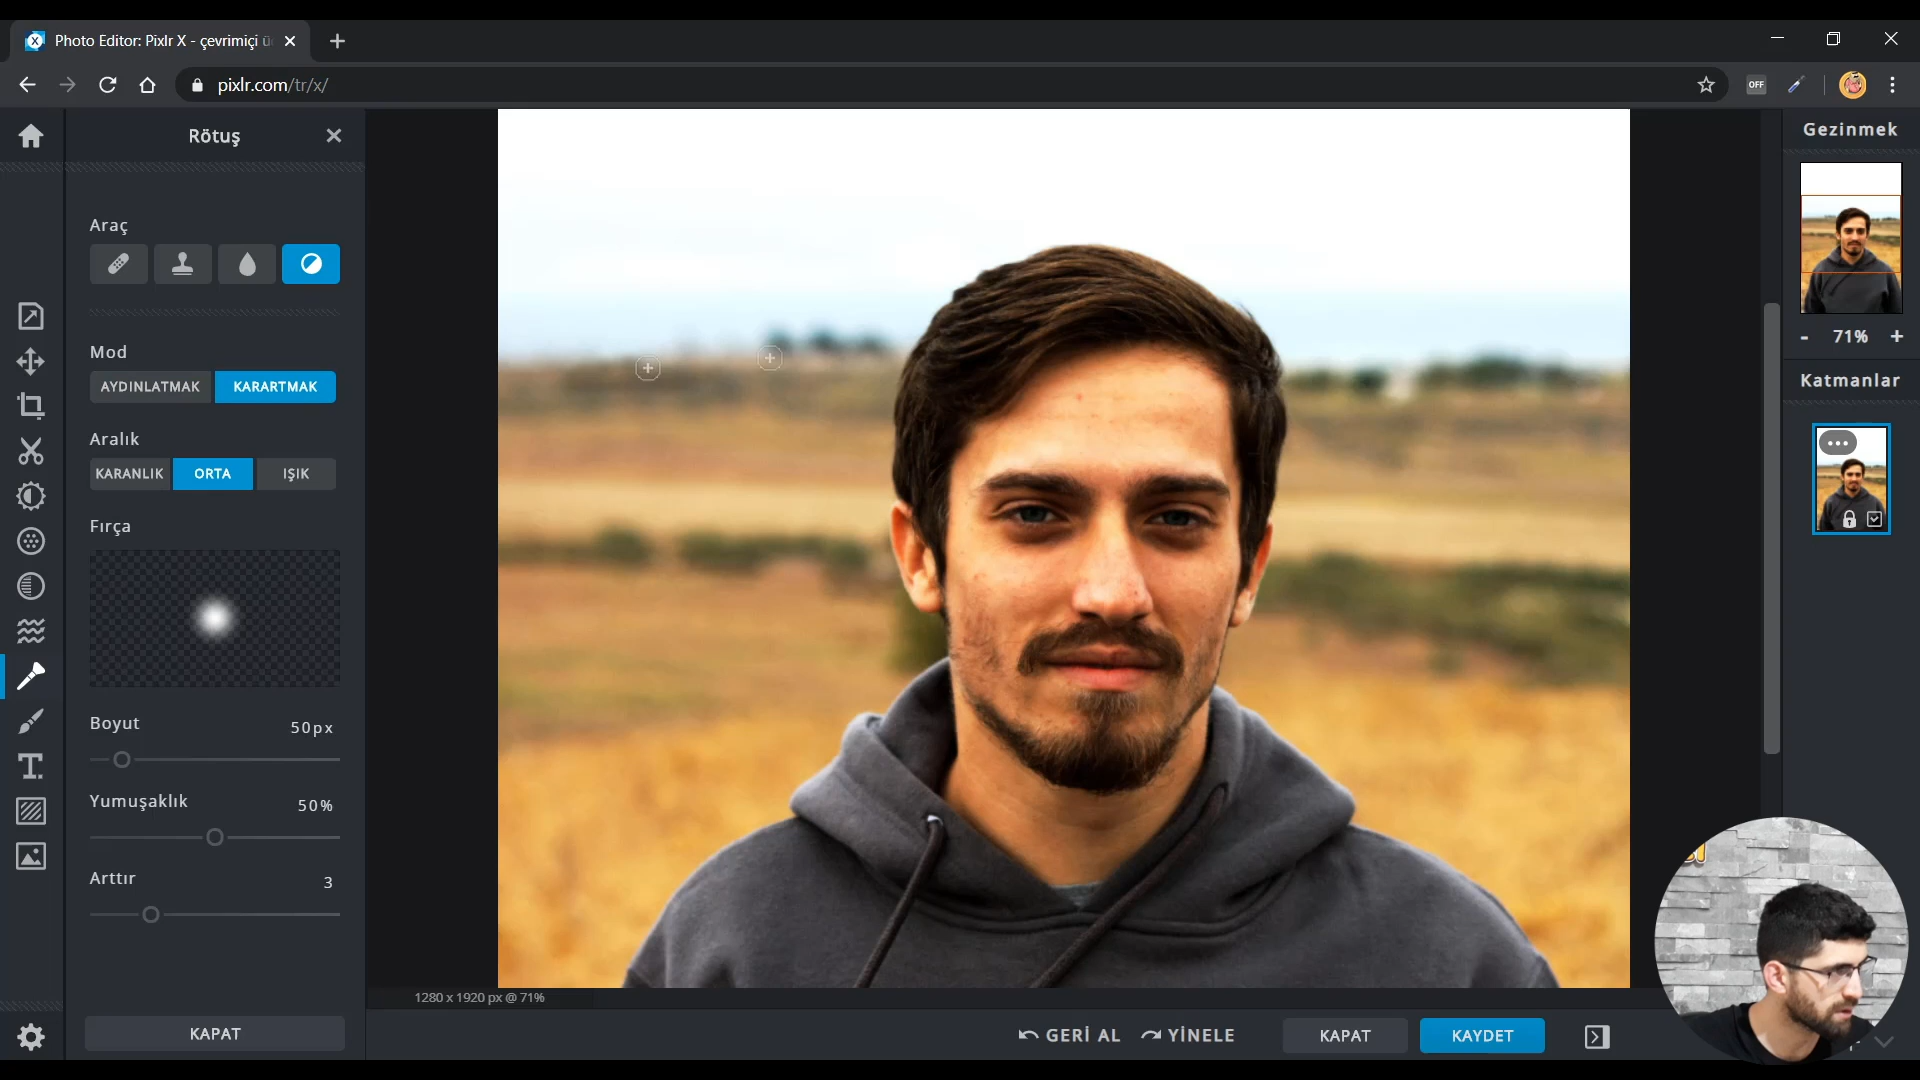 Photo Editor: Pixlr X - çevrimiçi ü
pixlr.com/tr/x/
OFF
Rötuş
Araç
Mod
AYDINLATMAK
KARARTMAK
Aralık
KARANLIK
ORTA
IŞIK
Fırça
Boyut
50px
Yumuşaklık
50%
Arttır
3
KAPAT
1280 x 1920 px @ 71%
GERİ AL
YİNELE
KAPAT
KAYDET
Gezinmek
- 71% +
Katmanlar